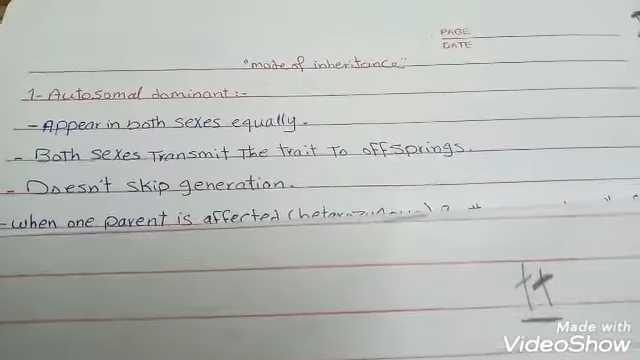 PAGE
DATE
"mode of inheritance"
1- Autosomal dominant:-
- Appear in both sexes equally.
- Both sexes Transmit The trait To offsprings.
- Doesn't skip generation.
- when one parent is affected
tt
Made with
VideoShow